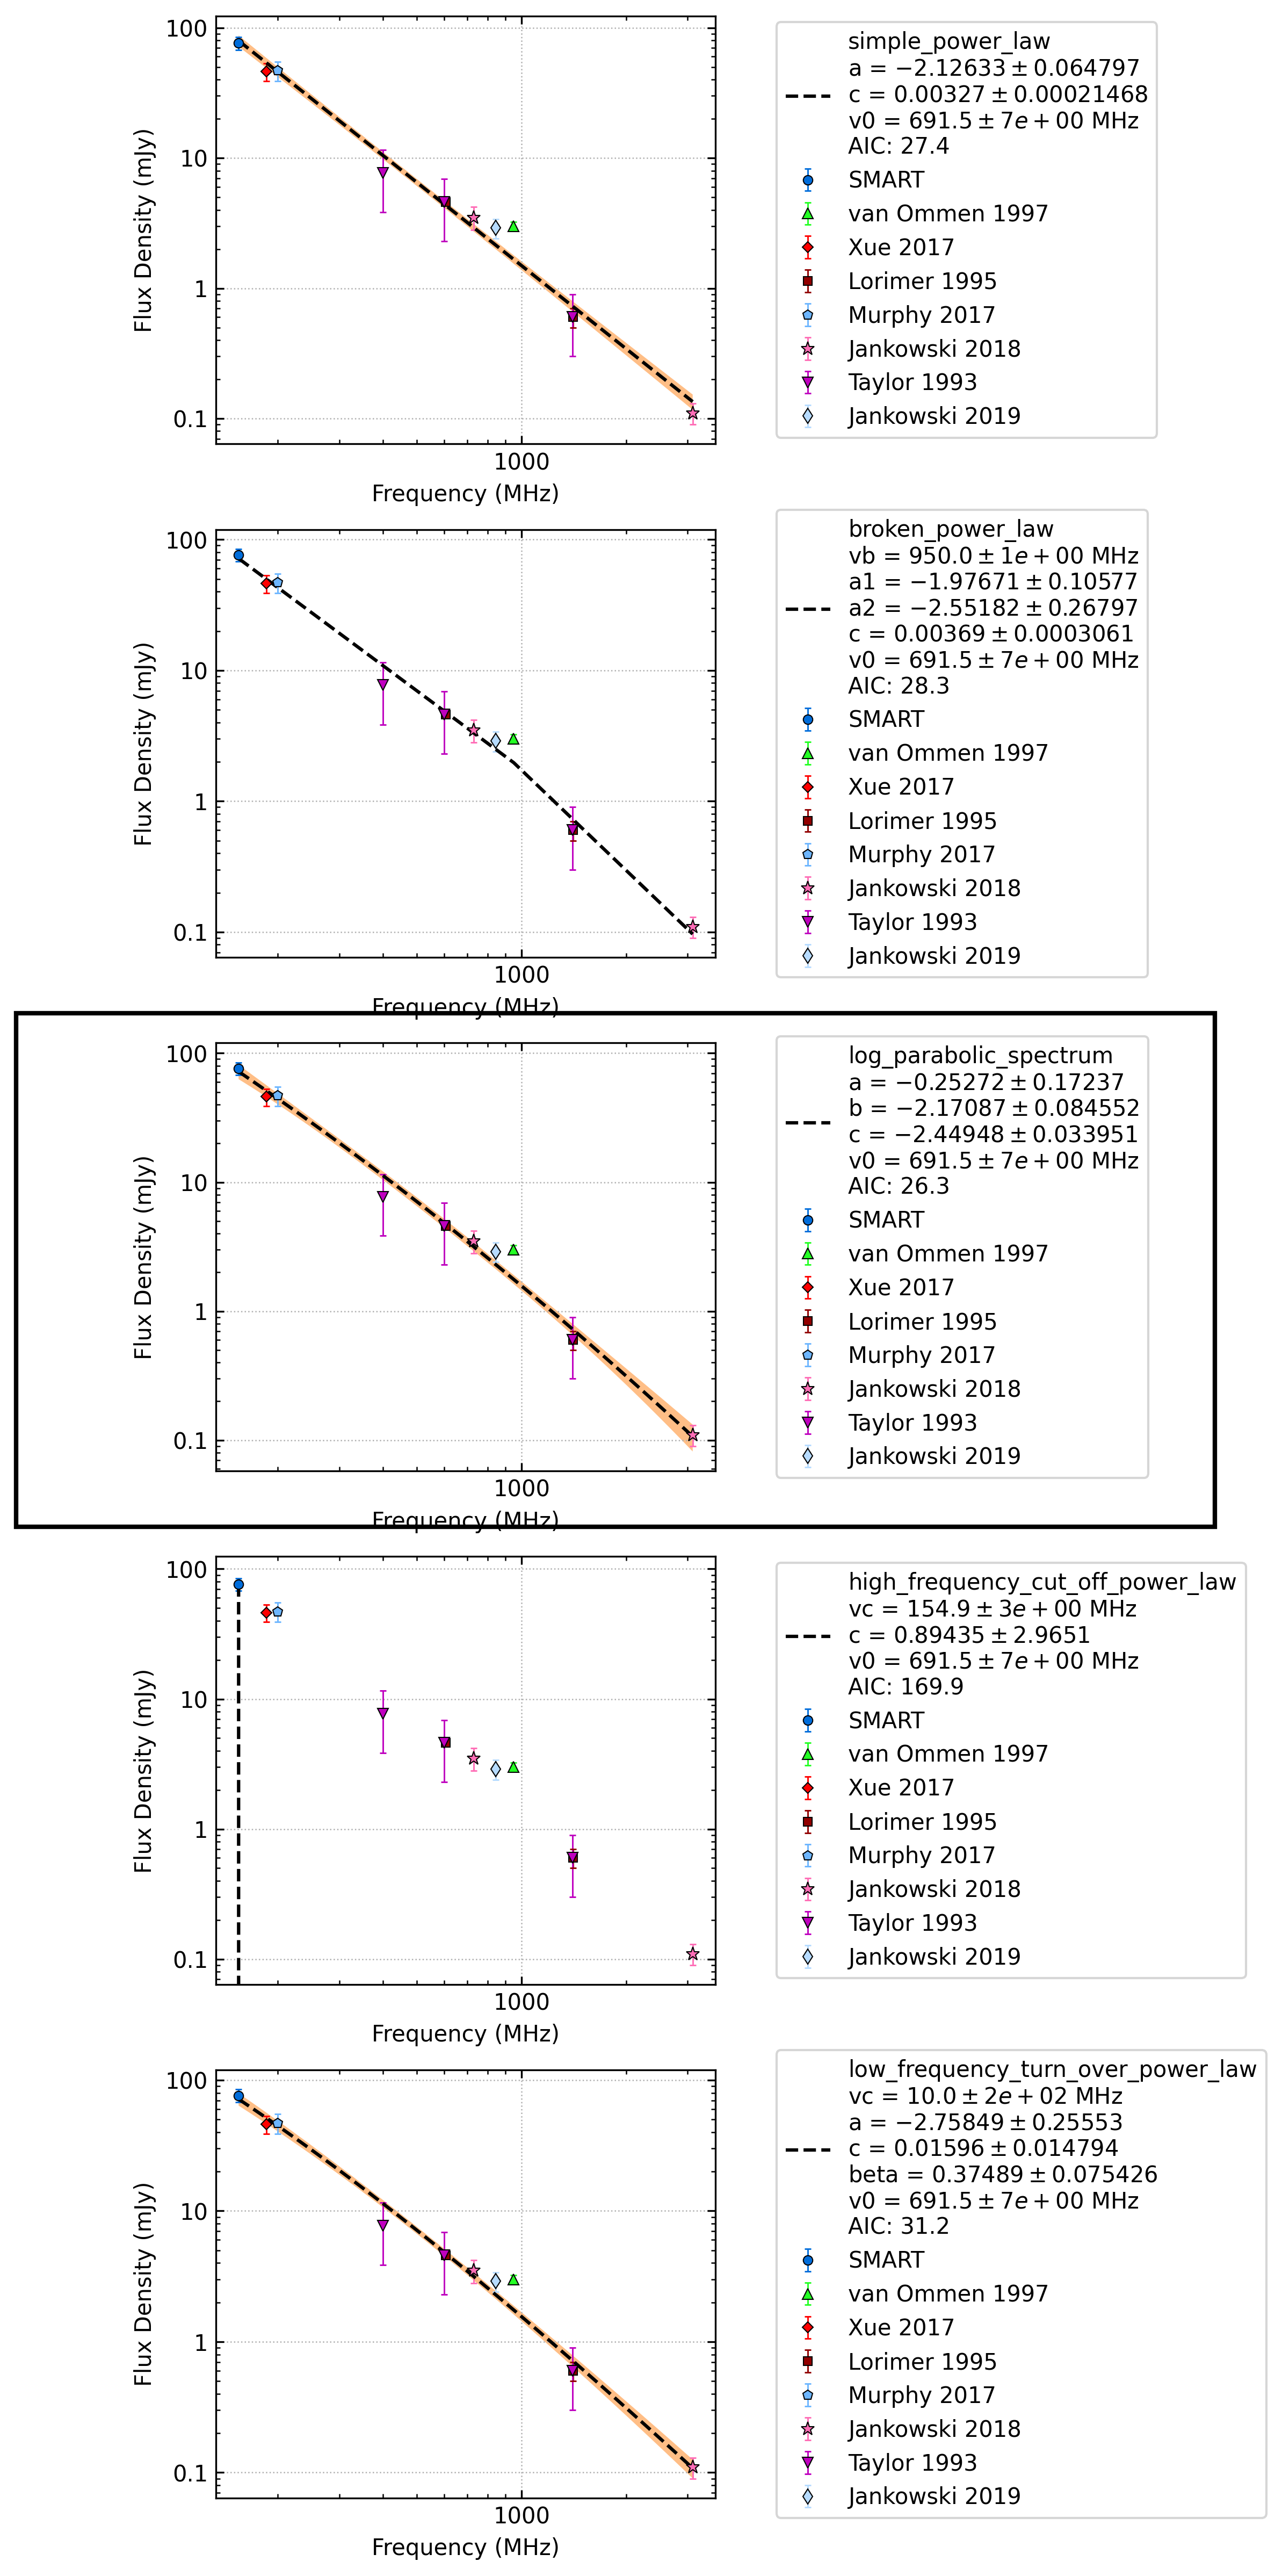 100
10
1
0.1
Flux Density (mJy)
1000
Frequency (MHz)
simple_power_law
a = −2.12633 ± 0.064797
c = 0.00327 ± 0.00021468
v0 = 691.5 ± 7e + 00 MHz
AIC: 27.4
SMART
van Ommen 1997
Xue 2017
Lorimer 1995
Murphy 2017
Jankowski 2018
Taylor 1993
Jankowski 2019
100
10
1
0.1
Flux Density (mJy)
1000
Frequency (MHz)
broken_power_law
vb = 950.0 ± 1e + 00 MHz
a1 = −1.97671 ± 0.10577
a2 = −2.55182 ± 0.26797
c = 0.00369 ± 0.0003061
v0 = 691.5 ± 7e + 00 MHz
AIC: 28.3
SMART
van Ommen 1997
Xue 2017
Lorimer 1995
Murphy 2017
Jankowski 2018
Taylor 1993
Jankowski 2019
100
10
1
0.1
Flux Density (mJy)
1000
Frequency (MHz)
log_parabolic_spectrum
a = −0.25272 ± 0.17237
b = −2.17087 ± 0.084552
c = −2.44948 ± 0.033951
v0 = 691.5 ± 7e + 00 MHz
AIC: 26.3
SMART
van Ommen 1997
Xue 2017
Lorimer 1995
Murphy 2017
Jankowski 2018
Taylor 1993
Jankowski 2019
100
10
1
0.1
Flux Density (mJy)
1000
Frequency (MHz)
high_frequency_cut_off_power_law
vc = 154.9 ± 3e + 00 MHz
c = 0.89435 ± 2.9651
v0 = 691.5 ± 7e + 00 MHz
AIC: 169.9
SMART
van Ommen 1997
Xue 2017
Lorimer 1995
Murphy 2017
Jankowski 2018
Taylor 1993
Jankowski 2019
100
10
1
0.1
Flux Density (mJy)
1000
Frequency (MHz)
low_frequency_turn_over_power_law
vc = 10.0 ± 2e + 02 MHz
a = −2.75849 ± 0.25553
c = 0.01596 ± 0.014794
beta = 0.37489 ± 0.075426
v0 = 691.5 ± 7e + 00 MHz
AIC: 31.2
SMART
van Ommen 1997
Xue 2017
Lorimer 1995
Murphy 2017
Jankowski 2018
Taylor 1993
Jankowski 2019